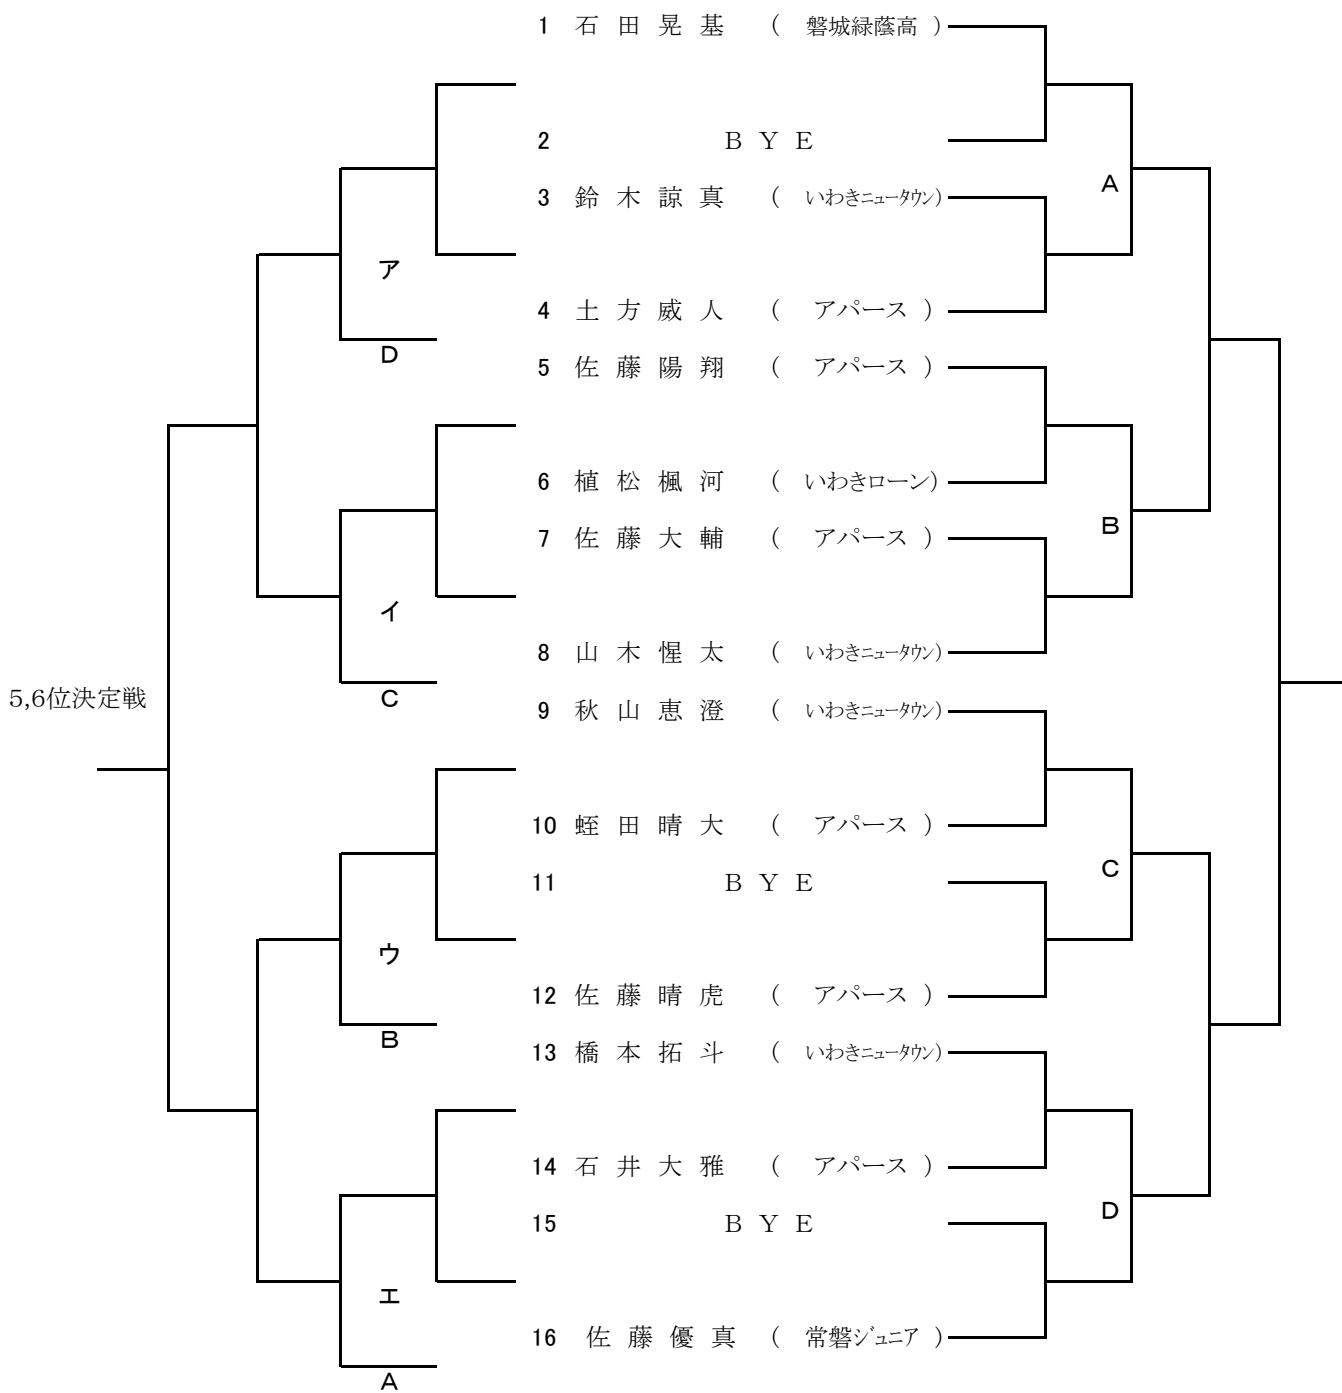 1 石田晃基 ( 磐城緑蔭高 )
2 BYE
A
3 鈴木諒真 ( いわきニュータウン)
ア
4 土方威人 ( アパース )
D
5 佐藤陽翔 ( アパース )
6 植松楓河 ( いわきローン)
B
7 佐藤大輔 ( アパース )
イ
8 山木惺太 ( いわきニュータウン)
C
5,6位決定戦
9 秋山恵澄 ( いわきニュータウン)
10 蛭田晴大 ( アパース )
C
11 BYE
ウ
12 佐藤晴虎 ( アパース )
B
13 橋本拓斗 ( いわきニュータウン)
14 石井大雅 ( アパース )
D
15 BYE
エ
16 佐藤優真 ( 常磐ジュニア )
A